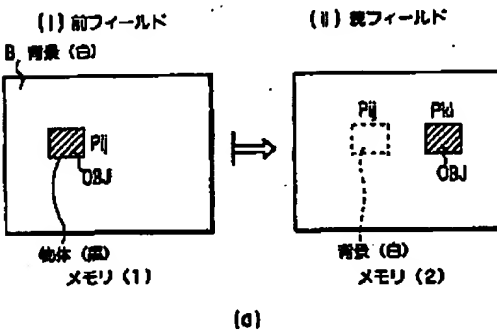 (i) 前フィールド
(ii) 現フィールド
B 背景(白)
Pij
OBJ
物体(黒)
メモリ(1)
Pij
Pkl
OBJ
背景(白)
メモリ(2)
(a)